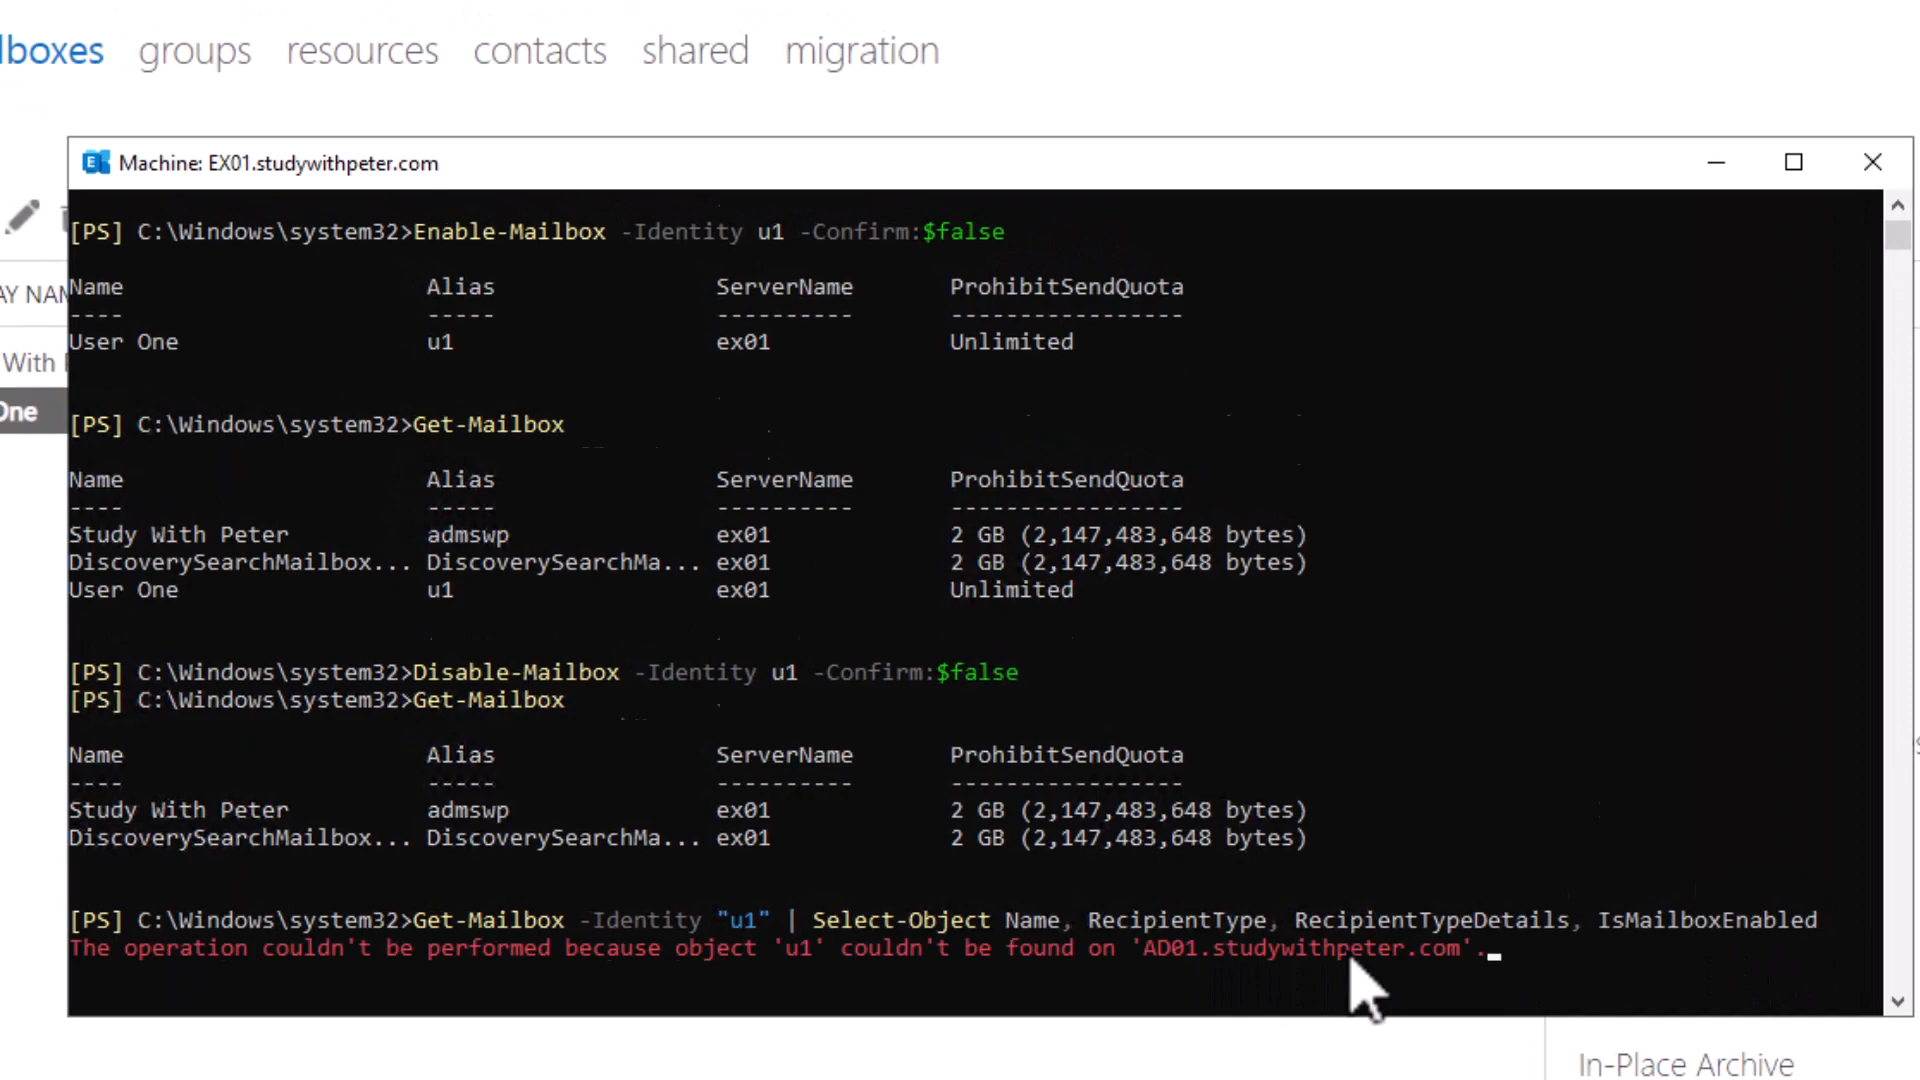 lboxes groups resources contacts shared migration
Machine: EX01.studywithpeter.com
[PS] C:\Windows\system32>Enable-Mailbox -Identity u1 -Confirm:$false
AY NAM
Name Alias ServerName ProhibitSendQuota
---- ----- ---------- -----------------
User One u1 ex01 Unlimited
With
One
[PS] C:\Windows\system32>Get-Mailbox
Name Alias ServerName ProhibitSendQuota
---- ----- ---------- -----------------
Study With Peter admswp ex01 2 GB (2,147,483,648 bytes)
DiscoverySearchMailbox... DiscoverySearchMa... ex01 2 GB (2,147,483,648 bytes)
User One u1 ex01 Unlimited
[PS] C:\Windows\system32>Disable-Mailbox -Identity u1 -Confirm:$false
[PS] C:\Windows\system32>Get-Mailbox
Name Alias ServerName ProhibitSendQuota
---- ----- ---------- -----------------
Study With Peter admswp ex01 2 GB (2,147,483,648 bytes)
DiscoverySearchMailbox... DiscoverySearchMa... ex01 2 GB (2,147,483,648 bytes)
[PS] C:\Windows\system32>Get-Mailbox -Identity "u1" | Select-Object Name, RecipientType, RecipientTypeDetails, IsMailboxEnabled
The operation couldn't be performed because object 'u1' couldn't be found on 'AD01.studywithpeter.com'.
In-Place Archive